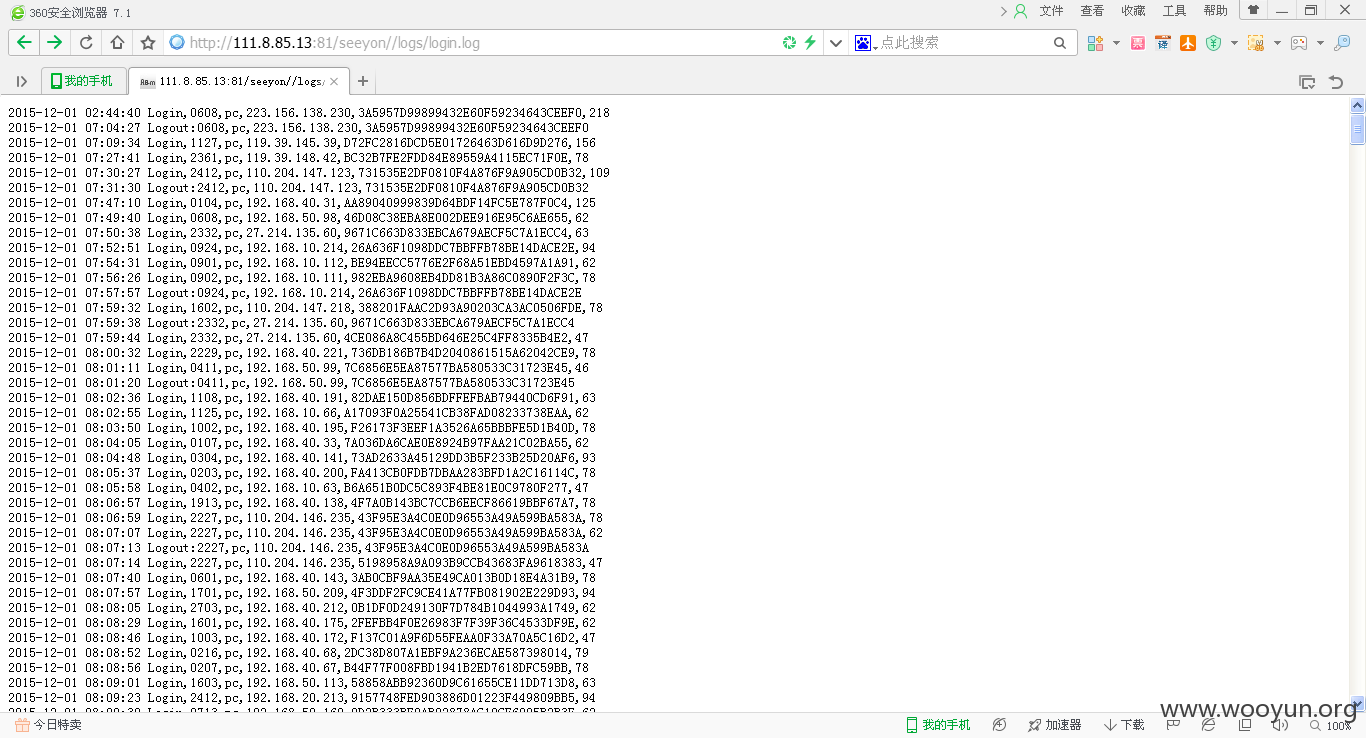 360安全浏览器 7.1
文件 查看 收藏 工具 帮助
http://111.8.85.13:81/seeyon//logs/login.log
点此搜索
我的手机
111.8.85.13:81/seeyon//logs/
2015-12-01 02:44:40 Login,0608,pc,223.156.138.230,3A5957D99899432E60F59234643CEEF0,218
2015-12-01 07:04:27 Logout:0608,pc,223.156.138.230,3A5957D99899432E60F59234643CEEF0
2015-12-01 07:09:34 Login,1127,pc,119.39.145.39,D72FC2816DCD5E01726463D616D9D276,156
2015-12-01 07:27:41 Login,2361,pc,119.39.148.42,BC32B7FE2FDD84E89559A4115EC71F0E,78
2015-12-01 07:30:27 Login,2412,pc,110.204.147.123,731535E2DF0810F4A876F9A905CD0B32,109
2015-12-01 07:31:30 Logout:2412,pc,110.204.147.123,731535E2DF0810F4A876F9A905CD0B32
2015-12-01 07:47:10 Login,0104,pc,192.168.40.31,AA89040999839D64BDF14FC5E787F0C4,125
2015-12-01 07:49:40 Login,0608,pc,192.168.50.98,46D08C38EBA8E002DEE916E95C6AE655,62
2015-12-01 07:50:38 Login,2332,pc,27.214.135.60,9671C663D833EBCA679AECF5C7A1ECC4,63
2015-12-01 07:52:51 Login,0924,pc,192.168.10.214,26A636F1098DDC7BBFFB78BE14DACE2E,94
2015-12-01 07:54:31 Login,0901,pc,192.168.10.112,BE94EECC5776E2F68A51EBD4597A1A91,62
2015-12-01 07:56:26 Login,0902,pc,192.168.10.111,982EBA9608EB4DD81B3A86C0890F2F3C,78
2015-12-01 07:57:57 Logout:0924,pc,192.168.10.214,26A636F1098DDC7BBFFB78BE14DACE2E
2015-12-01 07:59:32 Login,1602,pc,110.204.147.218,388201FAAC2D93A90203CA3AC0506FDE,78
2015-12-01 07:59:38 Logout:2332,pc,27.214.135.60,9671C663D833EBCA679AECF5C7A1ECC4
2015-12-01 07:59:44 Login,2332,pc,27.214.135.60,4CE086A8C455BD646E25C4FF8335B4E2,47
2015-12-01 08:00:32 Login,2229,pc,192.168.40.221,736DB186B7B4D2040861515A62042CE9,78
2015-12-01 08:01:11 Login,0411,pc,192.168.50.99,7C6856E5EA87577BA580533C31723E45,46
2015-12-01 08:01:20 Logout:0411,pc,192.168.50.99,7C6856E5EA87577BA580533C31723E45
2015-12-01 08:02:36 Login,1108,pc,192.168.40.191,82DAE150D856BDFFEFBAB79440CD6F91,63
2015-12-01 08:02:55 Login,1125,pc,192.168.10.66,A17093F0A25541CB38FAD08233738EAA,62
2015-12-01 08:03:50 Login,1002,pc,192.168.40.195,F26173F3EEF1A3526A65BBBFE5D1B40D,78
2015-12-01 08:04:05 Login,0107,pc,192.168.40.33,7A036DA6CAE0E8924B97FAA21C02BA55,62
2015-12-01 08:04:48 Login,0304,pc,192.168.40.141,73AD2633A45129DD3B5F233B25D20AF6,93
2015-12-01 08:05:37 Login,0203,pc,192.168.40.200,FA413CB0FDB7DBAA283BFD1A2C16114C,78
2015-12-01 08:05:58 Login,0402,pc,192.168.10.63,B6A651B0DC5C893F4BE81E0C9780F277,47
2015-12-01 08:06:57 Login,1913,pc,192.168.40.138,4F7A0B143BC7CCB6EECF86619BBF67A7,78
2015-12-01 08:06:59 Login,2227,pc,110.204.146.235,43F95E3A4C0E0D96553A49A599BA583A,78
2015-12-01 08:07:07 Login,2227,pc,110.204.146.235,43F95E3A4C0E0D96553A49A599BA583A,62
2015-12-01 08:07:13 Logout:2227,pc,110.204.146.235,43F95E3A4C0E0D96553A49A599BA583A
2015-12-01 08:07:14 Login,2227,pc,110.204.146.235,5198958A9A093B9CCB43683FA9618383,47
2015-12-01 08:07:40 Login,0601,pc,192.168.40.143,3AB0CBF9AA35E49CA013B0D18E4A31B9,78
2015-12-01 08:07:57 Login,1701,pc,192.168.50.209,4F3DDF2FC9CE41A77FB081902E229D93,94
2015-12-01 08:08:05 Login,2703,pc,192.168.40.212,0B1DF0D249130F7D784B1044993A1749,62
2015-12-01 08:08:29 Login,1601,pc,192.168.40.175,2FEFBB4F0E26983F7F39F36C4533DF9E,62
2015-12-01 08:08:46 Login,1003,pc,192.168.40.172,F137C01A9F6D55FEAA0F33A70A5C16D2,47
2015-12-01 08:08:52 Login,0216,pc,192.168.40.68,2DC38D807A1EBF9A236ECAE587398014,79
2015-12-01 08:08:56 Login,0207,pc,192.168.40.67,B44F77F008FBD1941B2ED7618DFC59BB,78
2015-12-01 08:09:01 Login,1603,pc,192.168.50.113,58858ABB92360D9C61655CE11DD713D8,63
2015-12-01 08:09:23 Login,2412,pc,192.168.20.213,9157748FED903886D01223F449809BB5,94
www.wooyun.org
今日特卖
我的手机 加速器 下载 100%